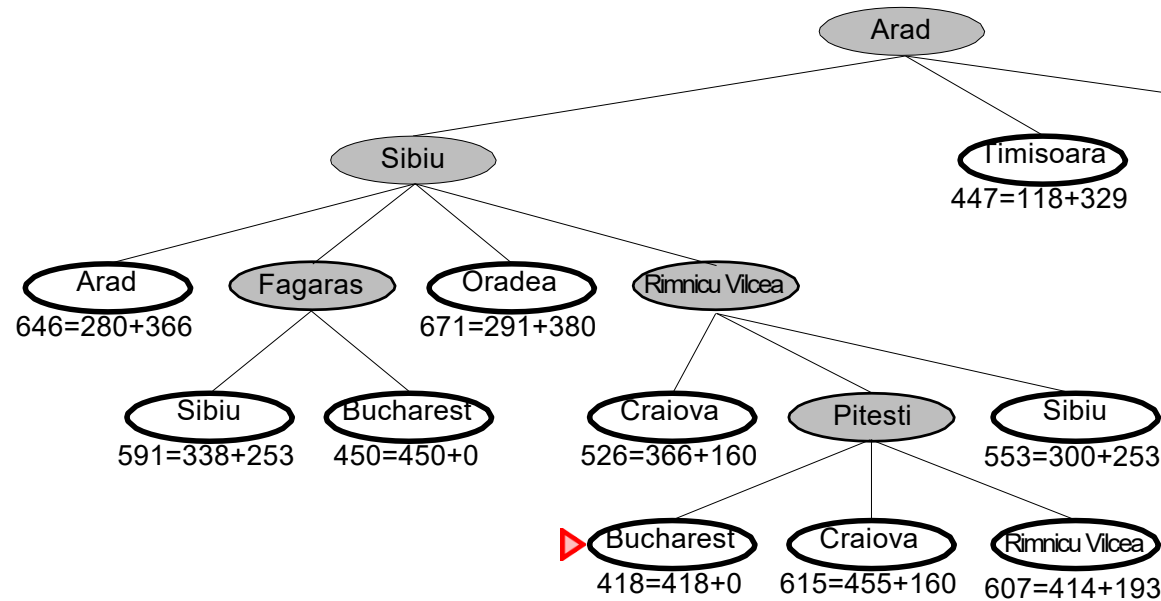 Arad
Sibiu
Timisoara
447=118+329
Arad
Fagaras
Oradea
Rimnicu Vilcea
646=280+366
671=291+380
Sibiu
Bucharest
Craiova
Pitesti
Sibiu
591=338+253
450=450+0
526=366+160
553=300+253
Bucharest
Craiova
Rimnicu Vilcea
418=418+0
615=455+160
607=414+193